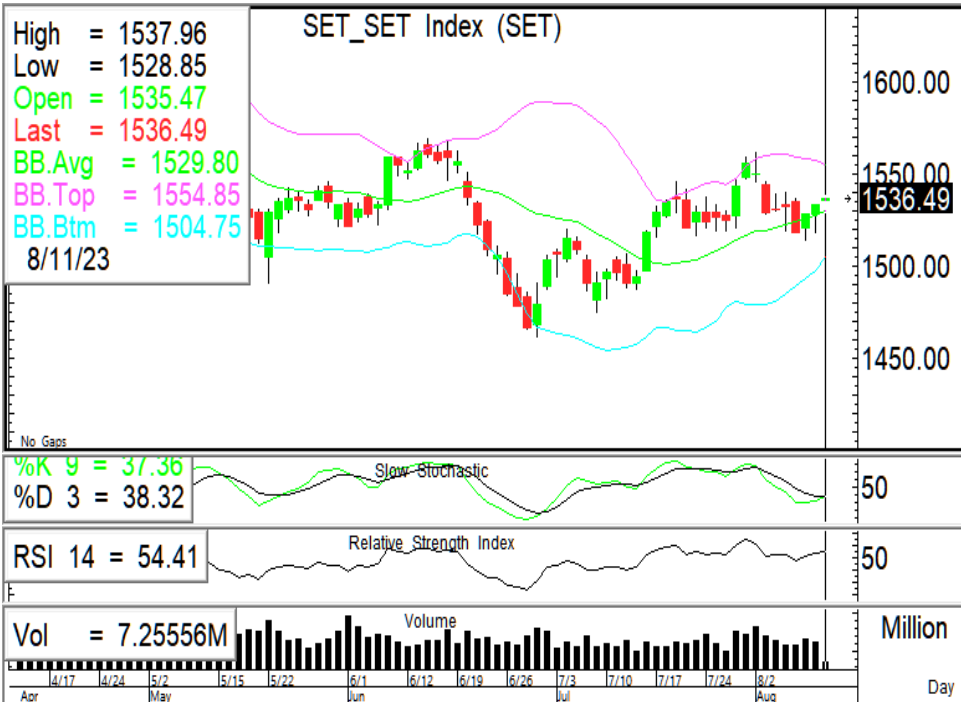 SET_SET Index (SET)
High = 1537.96
Low = 1528.85
Open = 1535.47
Last = 1536.49
BB.Avg = 1529.80
BB.Top = 1554.85
BB.Btm = 1504.75
8/11/23
1600.00
1550.00
1536.49
1500.00
1450.00
No Gaps
%K 9 = 37.36
%D 3 = 38.32
Slow Stochastic
50
RSI 14 = 54.41
Relative Strength Index
50
Vol = 7.25556M
Volume
Million
4/17 4/24 5/2 5/15 5/22 6/1 6/12 6/19 6/26 7/3 7/10 7/17 7/24 8/2
Apr May Jun Jul Aug
Day